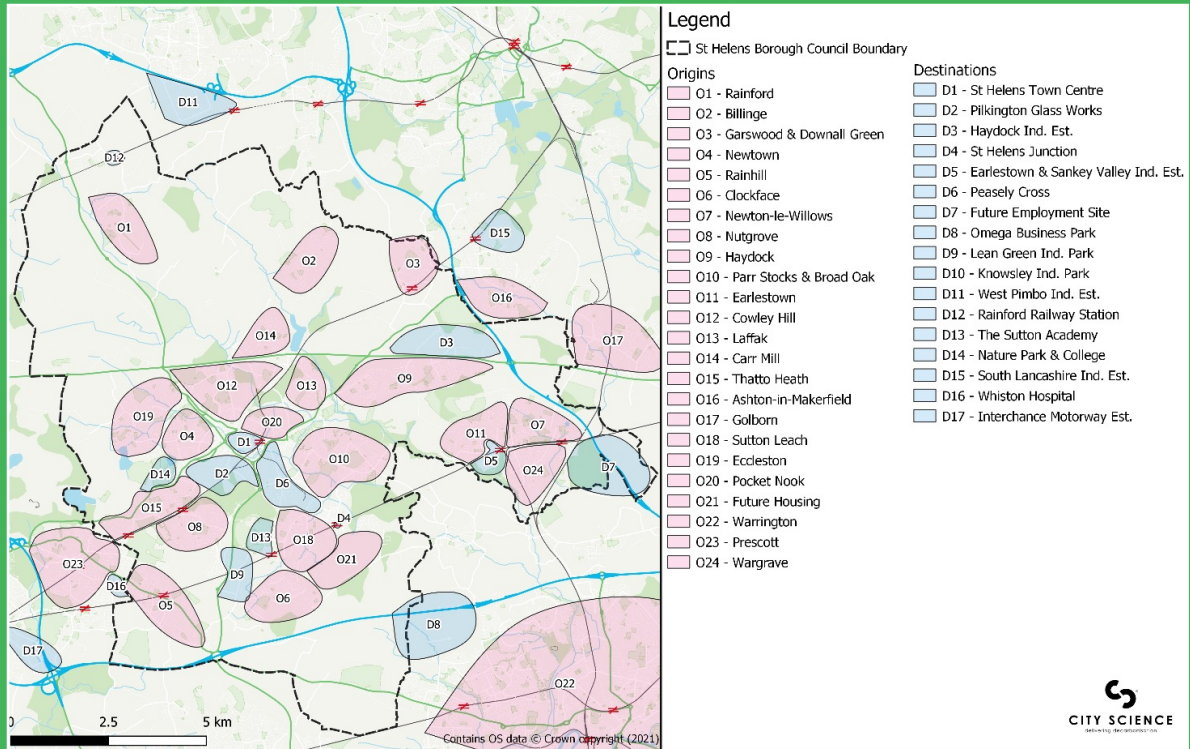 Legend
St Helens Borough Council Boundary
Origins
O1 - Rainford
O2 - Billinge
O3 - Garswood & Downall Green
O4 - Newtown
O5 - Rainhill
O6 - Clockface
O7 - Newton-le-Willows
O8 - Nutgrove
O9 - Haydock
O10 - Parr Stocks & Broad Oak
O11 - Earlestown
O12 - Cowley Hill
O13 - Laffak
O14 - Carr Mill
O15 - Thatto Heath
O16 - Ashton-in-Makerfield
O17 - Golborn
O18 - Sutton Leach
O19 - Eccleston
O20 - Pocket Nook
O21 - Future Housing
O22 - Warrington
O23 - Prescott
O24 - Wargrave
Destinations
D1 - St Helens Town Centre
D2 - Pilkington Glass Works
D3 - Haydock Ind. Est.
D4 - St Helens Junction
D5 - Earlestown & Sankey Valley Ind. Est.
D6 - Peasely Cross
D7 - Future Employment Site
D8 - Omega Business Park
D9 - Lean Green Ind. Park
D10 - Knowsley Ind. Park
D11 - West Pimbo Ind. Est.
D12 - Rainford Railway Station
D13 - The Sutton Academy
D14 - Nature Park & College
D15 - South Lancashire Ind. Est.
D16 - Whiston Hospital
D17 - Interchance Motorway Est.
D11
D12
O1
D15
O2
O3
O16
O14
O17
D3
O12
O13
O9
O19
O20
O4
D1
O11
O7
O10
D5
O24
D7
D14
D2
D6
O15
D4
O8
D13
O18
O21
O23
D9
D16
O6
O5
D8
D17
O22
0
2.5
5 km
Contains OS data © Crown copyright (2021)
CITY SCIENCE
delivering decarbonisation